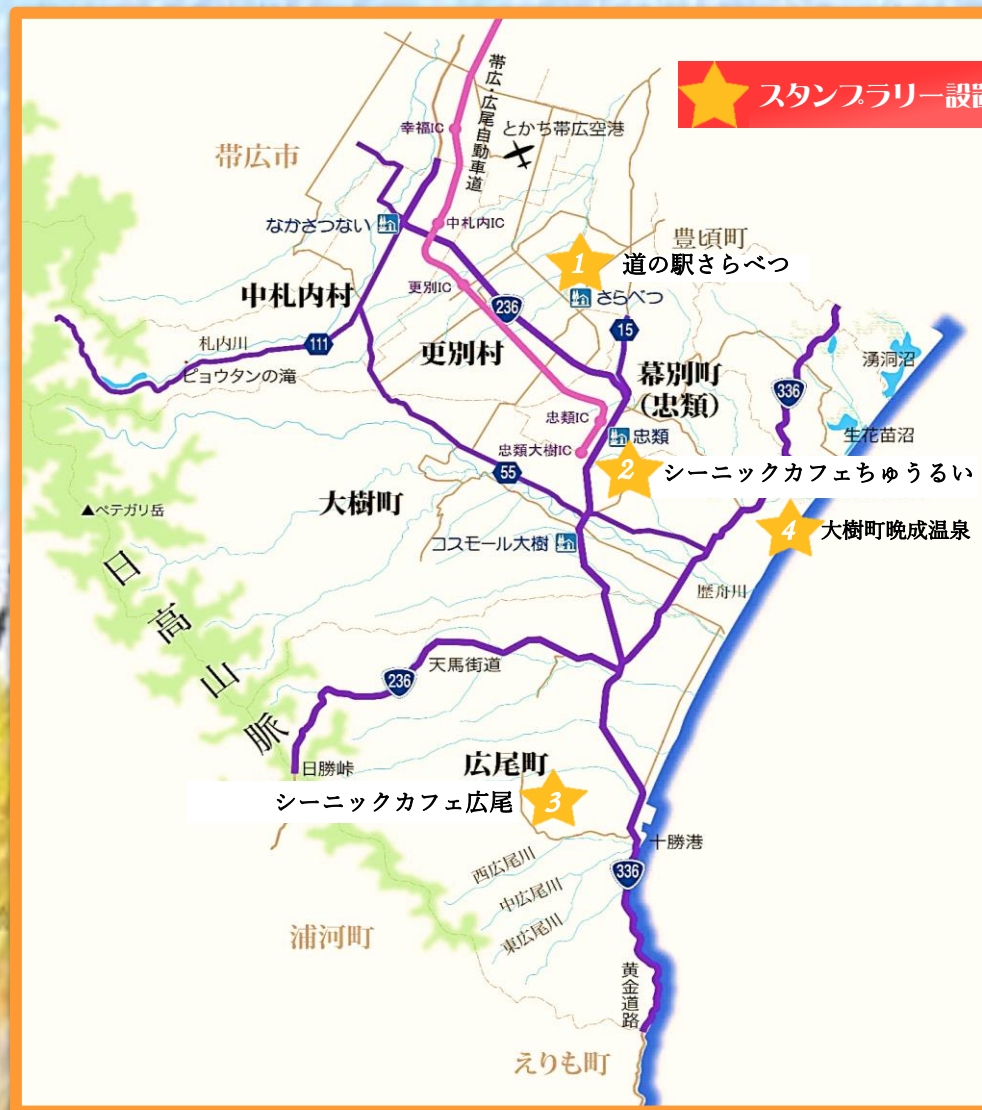 スタンプラリー設置
帯広・広尾自動車道
幸福IC
とかち帯広空港
帯広市
なかさつない
中札内IC
豊頃町
1
道の駅さらべつ
中札内村
更別IC
さらべつ
236
15
札内川
111
更別村
湧洞沼
ピョウタンの滝
幕別町
(忠類)
336
忠類IC
生花苗沼
忠類
忠類大樹IC
2
シーニックカフェちゅうるい
55
大樹町
▲ペテガリ岳
4
大樹町晩成温泉
コスモール大樹
日高山脈
歴舟川
天馬街道
236
広尾町
日勝峠
シーニックカフェ広尾
3
十勝港
西広尾川
336
中広尾川
東広尾川
浦河町
黄金道路
えりも町